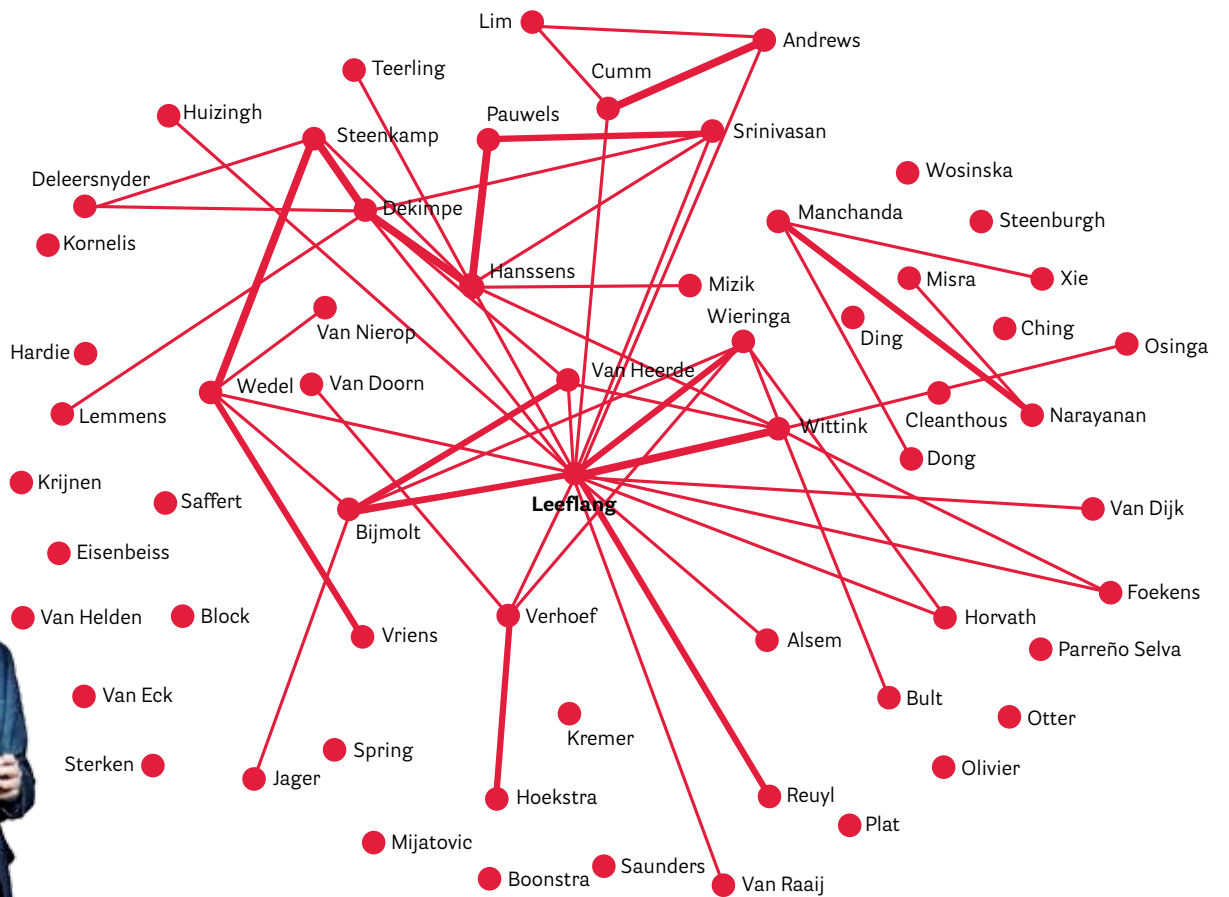 Lim
Andrews
Teerling
Cumm
Huizingh
Pauwels
Steenkamp
Srinivasan
Wosinska
Deleersnyder
Dekimpe
Manchanda
Steenburgh
Kornelis
Hanssens
Mizik
Misra
Xie
Wieringa
Van Nierop
Ding
Ching
Osinga
Hardie
Van Heerde
Wedel
Van Doorn
Lemmens
Cleanthous
Narayanan
Wittink
Dong
Krijnen
Saffert
Leeflang
Van Dijk
Bijmolt
Eisenbeiss
Foekens
Van Helden
Block
Vriens
Verhoef
Alsem
Horvath
Parreño Selva
Van Eck
Bult
Otter
Kremer
Sterken
Spring
Jager
Olivier
Hoekstra
Reuyl
Plat
Mijatovic
Boonstra
Saunders
Van Raaij